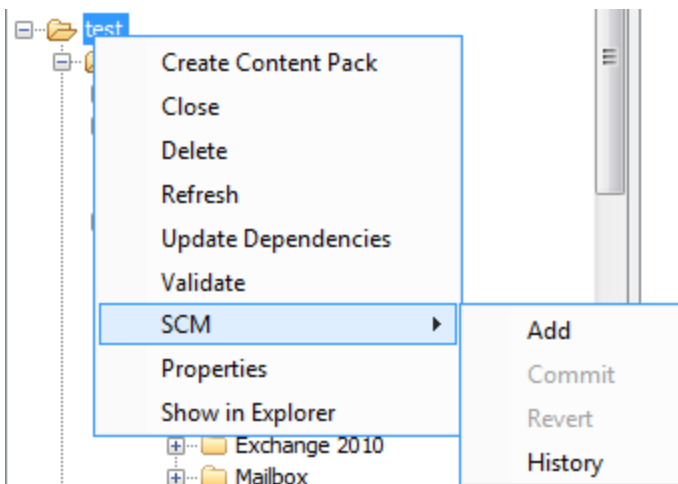 test
Create Content Pack
Close
Delete
Refresh
Update Dependencies
Validate
SCM
Add
Properties
Commit
Show in Explorer
Revert
Exchange 2010
History
Mailbox